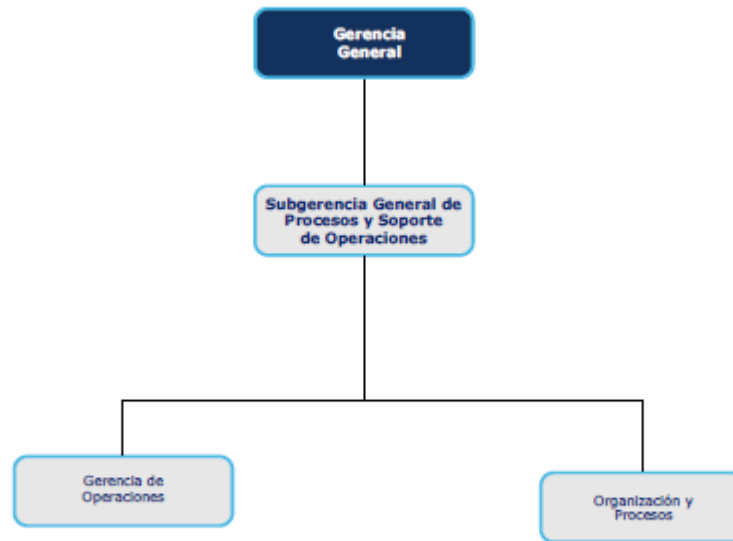 Gerencia
General
Subgerencia General de
Procesos y Soporte
de Operaciones
Gerencia de
Operaciones
Organización y
Procesos